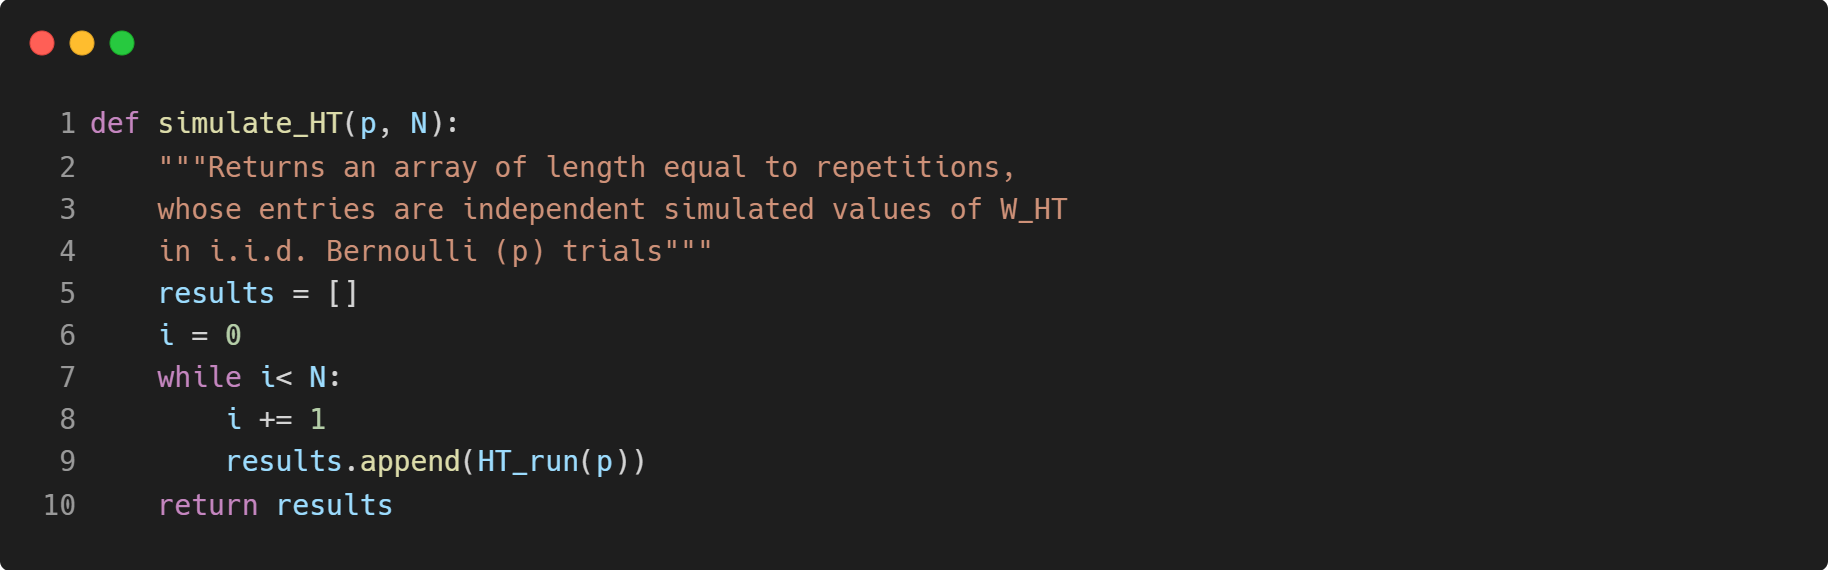 1 def simulate_HT(p, N):
2     """Returns an array of length equal to repetitions,
3     whose entries are independent simulated values of W_HT
4     in i.i.d. Bernoulli (p) trials"""
5     results = []
6     i = 0
7     while i< N:
8         i += 1
9         results.append(HT_run(p))
10     return results